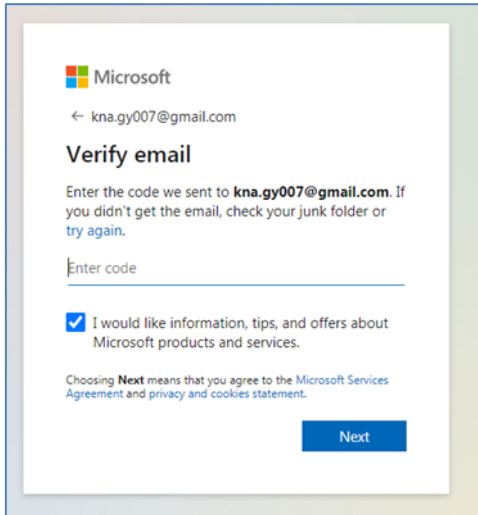 Microsoft
← kna.gy007@gmail.com
Verify email
Enter the code we sent to kna.gy007@gmail.com. If
you didn't get the email, check your junk folder or
try again.
Enter code
I would like information, tips, and offers about
Microsoft products and services.
Choosing Next means that you agree to the Microsoft Services
Agreement and privacy and cookies statement.
Next